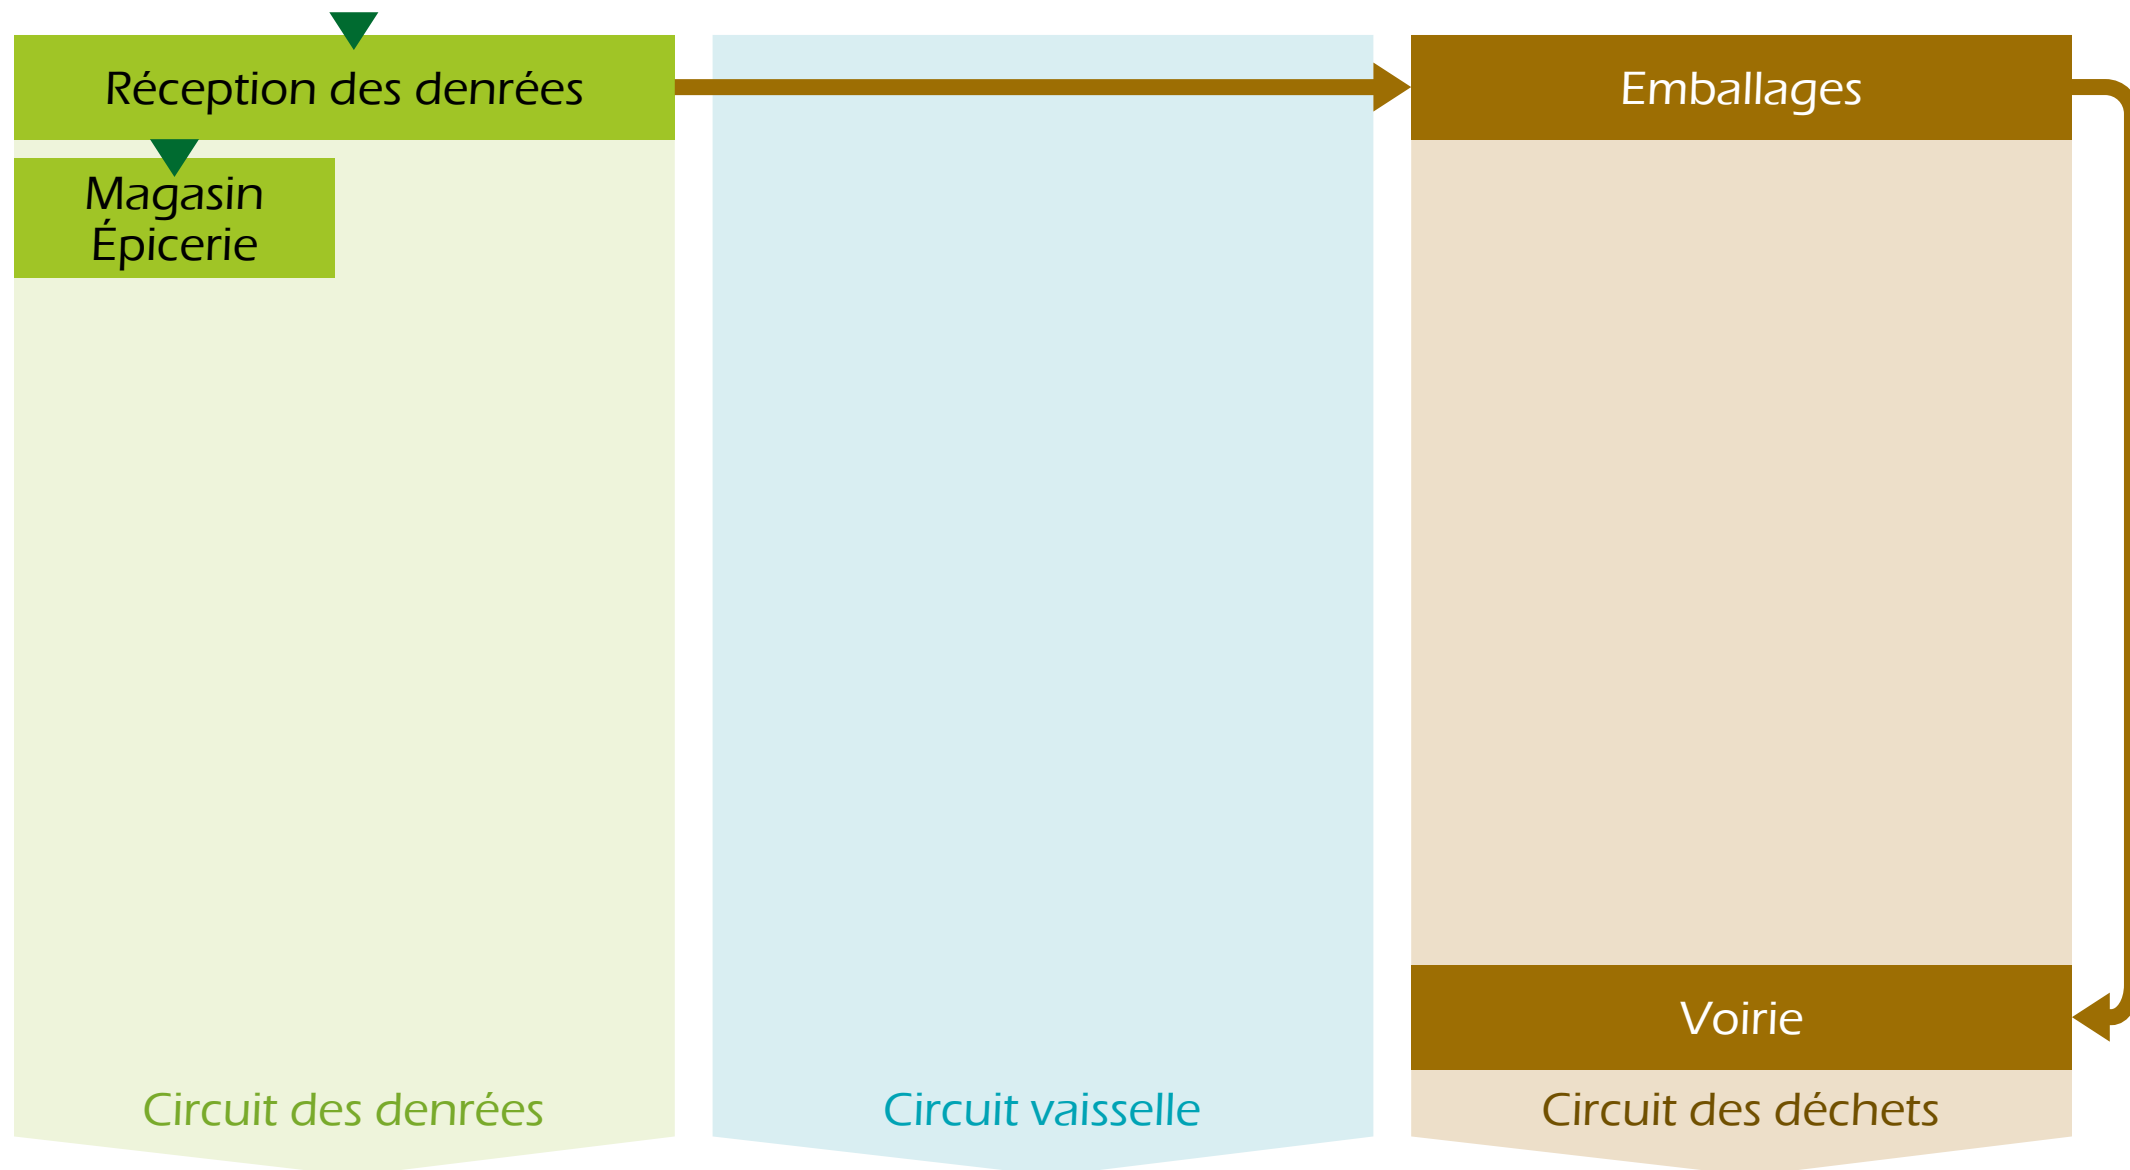 Réception des denrées
Emballages
Magasin
Épicerie
Voirie
Circuit des denrées
Circuit vaisselle
Circuit des déchets